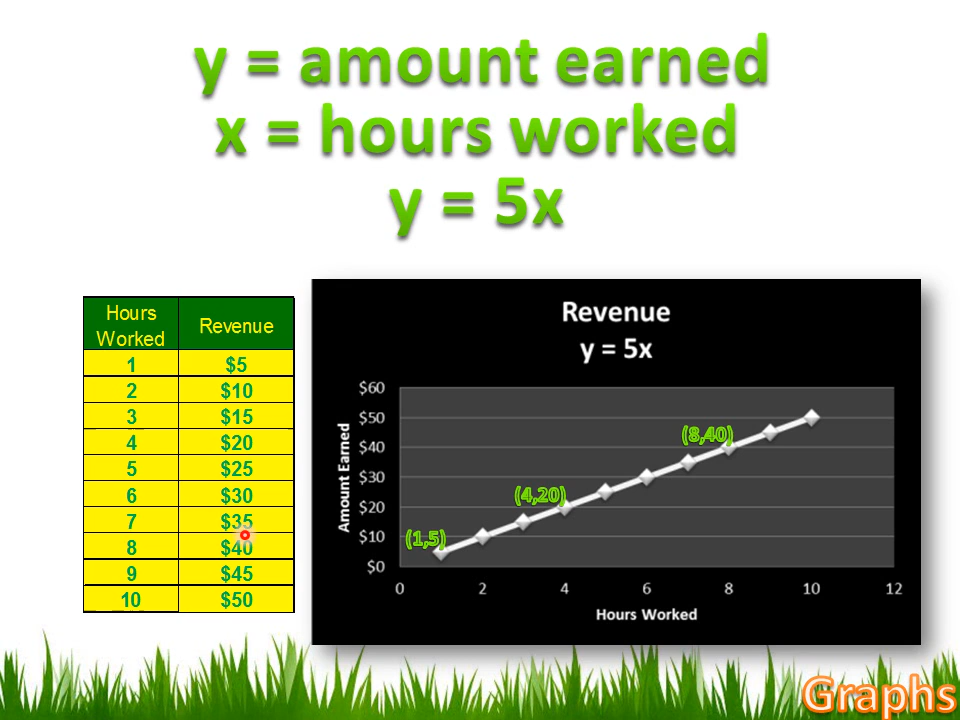 y = amount earned
x = hours worked
y = 5x
Hours Worked Revenue
1 $5
2 $10
3 $15
4 $20
5 $25
6 $30
7 $35
8 $40
9 $45
10 $50
Revenue
y = 5x
Amount Earned
$60
$50
$40
$30
$20
$10
$0
(8,40)
(4,20)
(1,5)
0 2 4 6 8 10 12
Hours Worked
Graphs